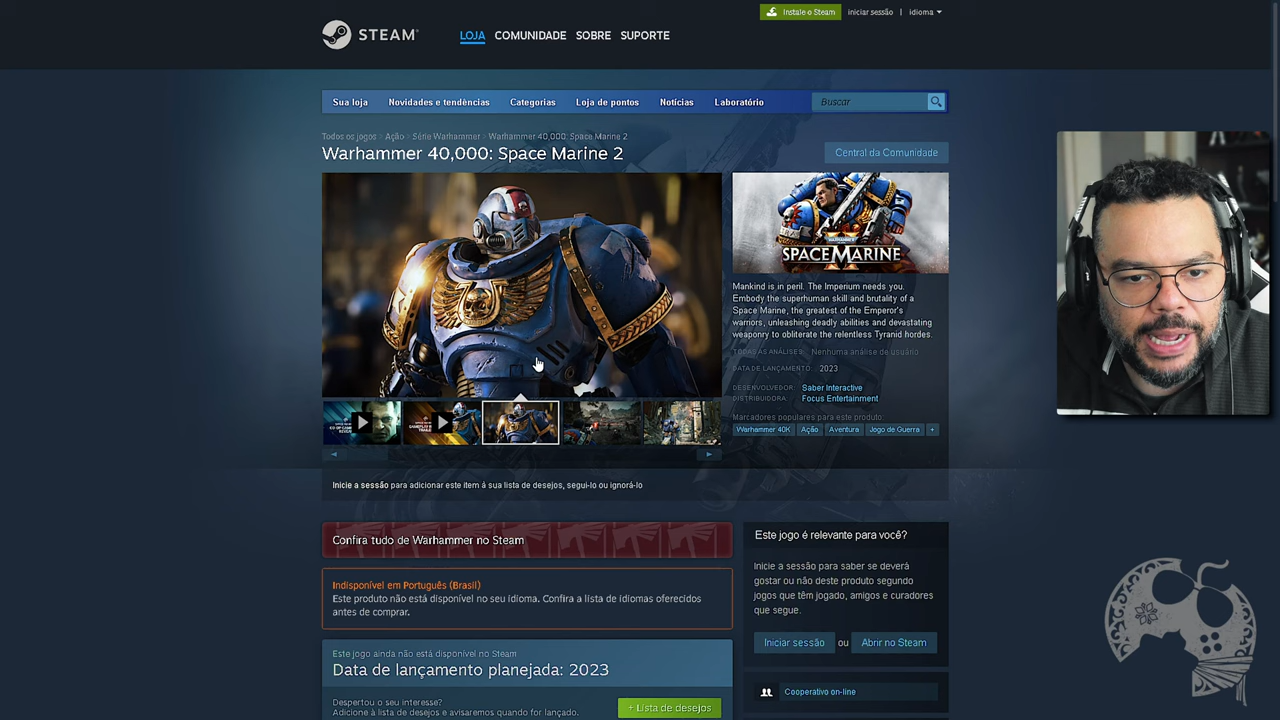 Instale o Steam
iniciar sessão | idioma
STEAM®
LOJA COMUNIDADE SOBRE SUPORTE
Sua loja Novidades e tendências Categorias Loja de pontos Notícias Laboratório Buscar
Todos os jogos > Ação > Série Warhammer > Warhammer 40,000: Space Marine 2
Warhammer 40,000: Space Marine 2
Central da Comunidade
SPACE MARINE
Mankind is in peril. The Imperium needs you.
Embody the superhuman skill and brutality of a
Space Marine, the greatest of the Emperor's
warriors, unleashing deadly abilities and devastating
weaponry to obliterate the relentless Tyranid hordes.
TODAS AS ANÁLISES: Nenhuma análise de usuário
DATA DE LANÇAMENTO: 2023
DESENVOLVEDOR: Saber Interactive
DISTRIBUIDORA: Focus Entertainment
Marcadores populares para este produto:
Warhammer 40K Ação Aventura Jogo de Guerra +
Inicie a sessão para adicionar este item à sua lista de desejos, segui-lo ou ignorá-lo
Confira tudo de Warhammer no Steam
Indisponível em Português (Brasil)
Este produto não está disponível no seu idioma. Confira a lista de idiomas oferecidos
antes de comprar.
Este jogo ainda não está disponível no Steam
Data de lançamento planejada: 2023
Despertou o seu interesse?
Adicione à lista de desejos e avisaremos quando for lançado.
+ Lista de desejos
Este jogo é relevante para você?
Inicie a sessão para saber se deverá
gostar ou não deste produto segundo
jogos que têm jogado, amigos e curadores
que segue.
Iniciar sessão ou Abrir no Steam
Cooperativo on-line